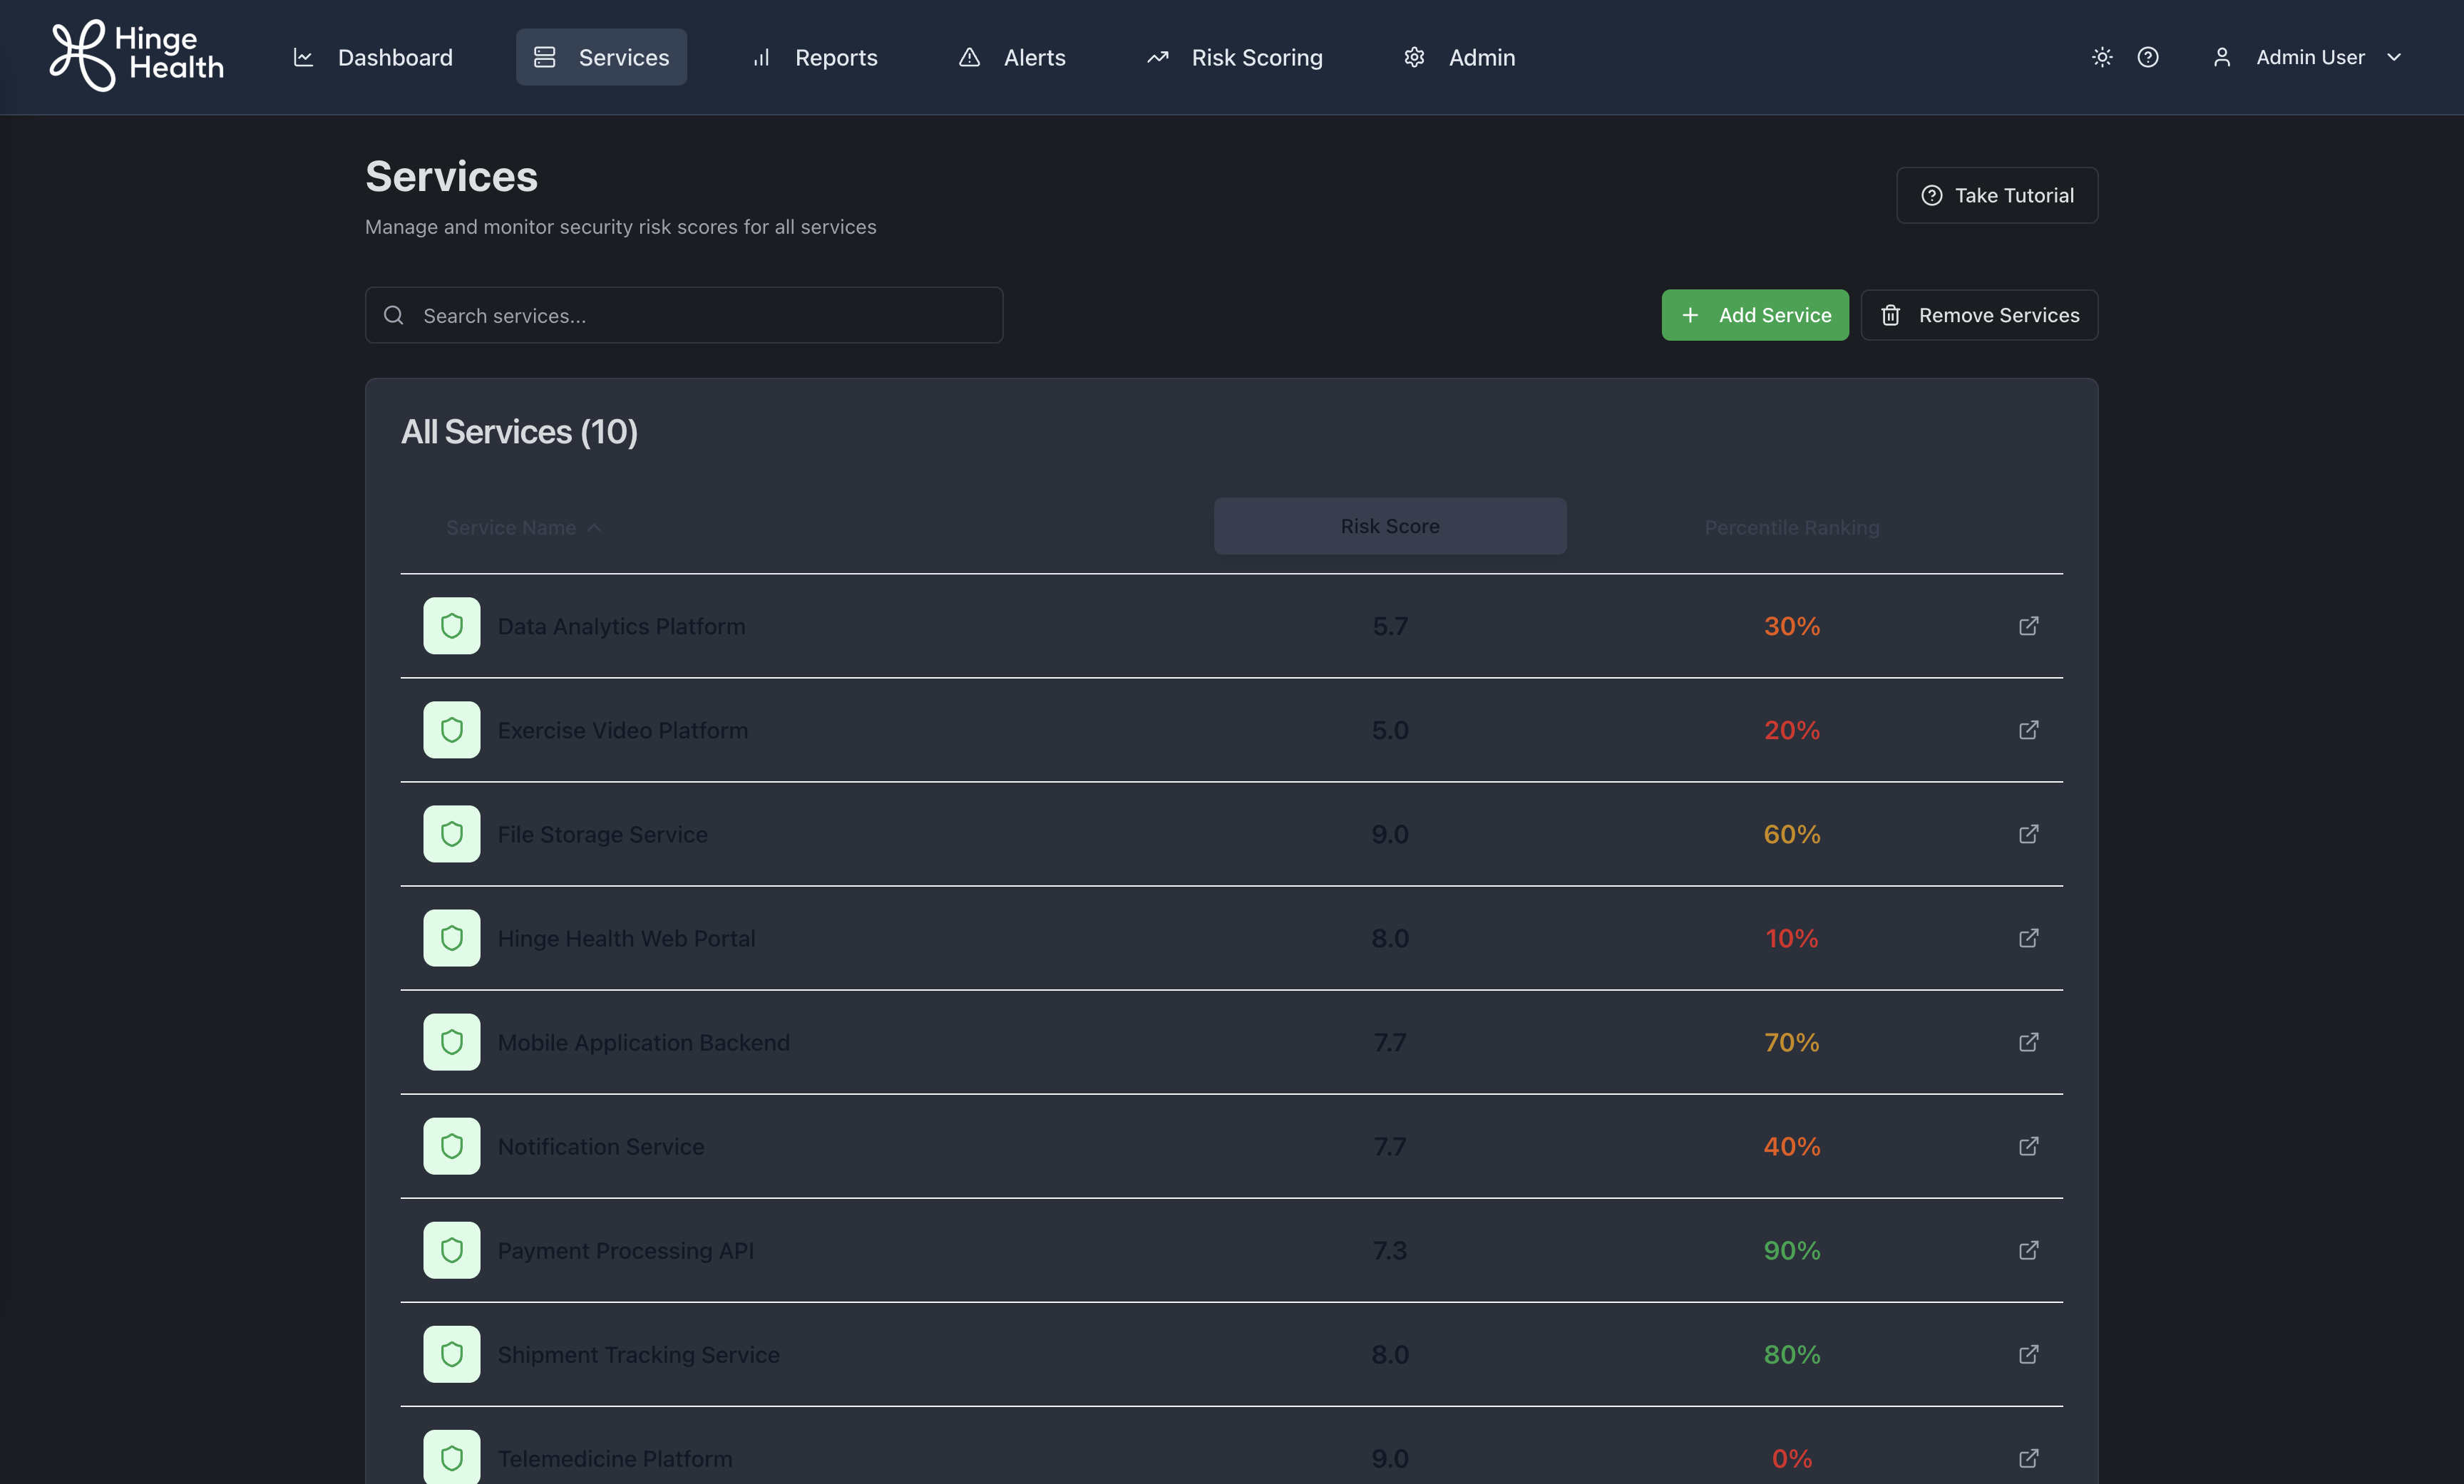 Hinge
Health
Dashboard
Services
Reports
Alerts
Risk Scoring
Admin
Admin User
Services
Manage and monitor security risk scores for all services
Take Tutorial
Search services...
Add Service
Remove Services
All Services (10)
Service Name
Risk Score
Percentile Ranking
Data Analytics Platform 5.7 30%
Exercise Video Platform 5.0 20%
File Storage Service 9.0 60%
Hinge Health Web Portal 8.0 10%
Mobile Application Backend 7.7 70%
Notification Service 7.7 40%
Payment Processing API 7.3 90%
Shipment Tracking Service 8.0 80%
Telemedicine Platform 9.0 0%